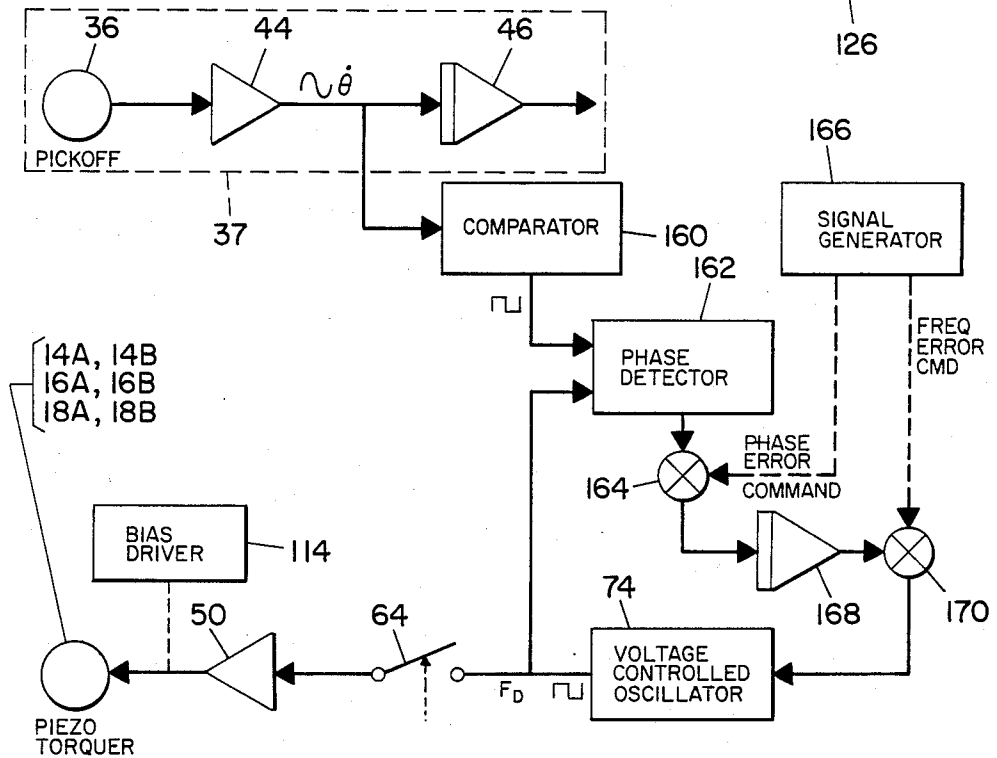 36
44
46
126
∿ θ̇
PICKOFF
37
166
SIGNAL
GENERATOR
COMPARATOR
160
162
PHASE
DETECTOR
FREQ
ERROR
CMD
14A, 14B
16A, 16B
18A, 18B
164
PHASE
ERROR
COMMAND
BIAS
DRIVER
114
168
170
50
64
74
VOLTAGE
CONTROLLED
OSCILLATOR
FD
PIEZO
TORQUER